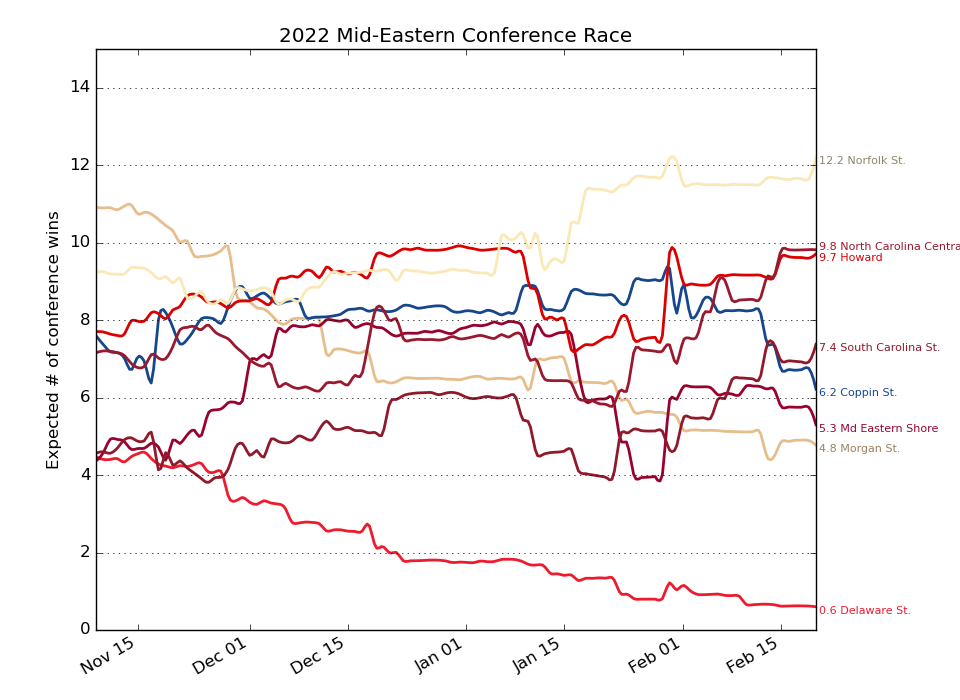 2022 Mid-Eastern Conference Race
Expected # of conference wins
14
12
10
8
6
4
2
0
12.2 Norfolk St.
9.8 North Carolina Centra
9.7 Howard
7.4 South Carolina St.
6.2 Coppin St.
5.3 Md Eastern Shore
4.8 Morgan St.
0.6 Delaware St.
Nov 15
Dec 01
Dec 15
Jan 01
Jan 15
Feb 01
Feb 15